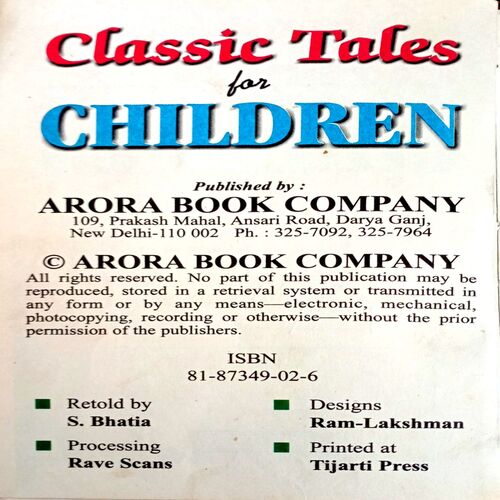 Classic Tales
for
CHILDREN
Published by :
ARORA BOOK COMPANY
109, Prakash Mahal, Ansari Road, Darya Ganj,
New Delhi-110 002 Ph. : 325-7092, 325-7964
© ARORA BOOK COMPANY
All rights reserved. No part of this publication may be
reproduced, stored in a retrieval system or transmitted in
any form or by any means—electronic, mechanical,
photocopying, recording or otherwise—without the prior
permission of the publishers.
ISBN
81-87349-02-6
Retold by
S. Bhatia
Designs
Ram-Lakshman
Processing
Rave Scans
Printed at
Tijarti Press